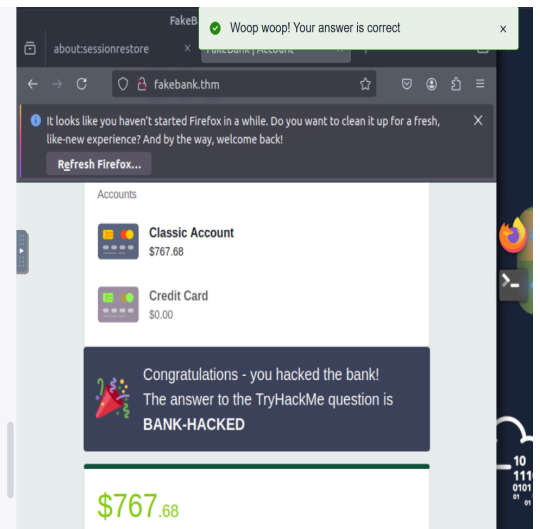 FakeB
Woop woop! Your answer is correct
x
about:sessionrestore
×
fakebank.thm
It looks like you haven't started Firefox in a while. Do you want to clean it up for a fresh,
like-new experience? And by the way, welcome back!
Refresh Firefox...
Accounts
Classic Account
$767.68
Credit Card
$0.00
Congratulations - you hacked the bank!
The answer to the TryHackMe question is
BANK-HACKED
$767.68
10
111
0101
01
01